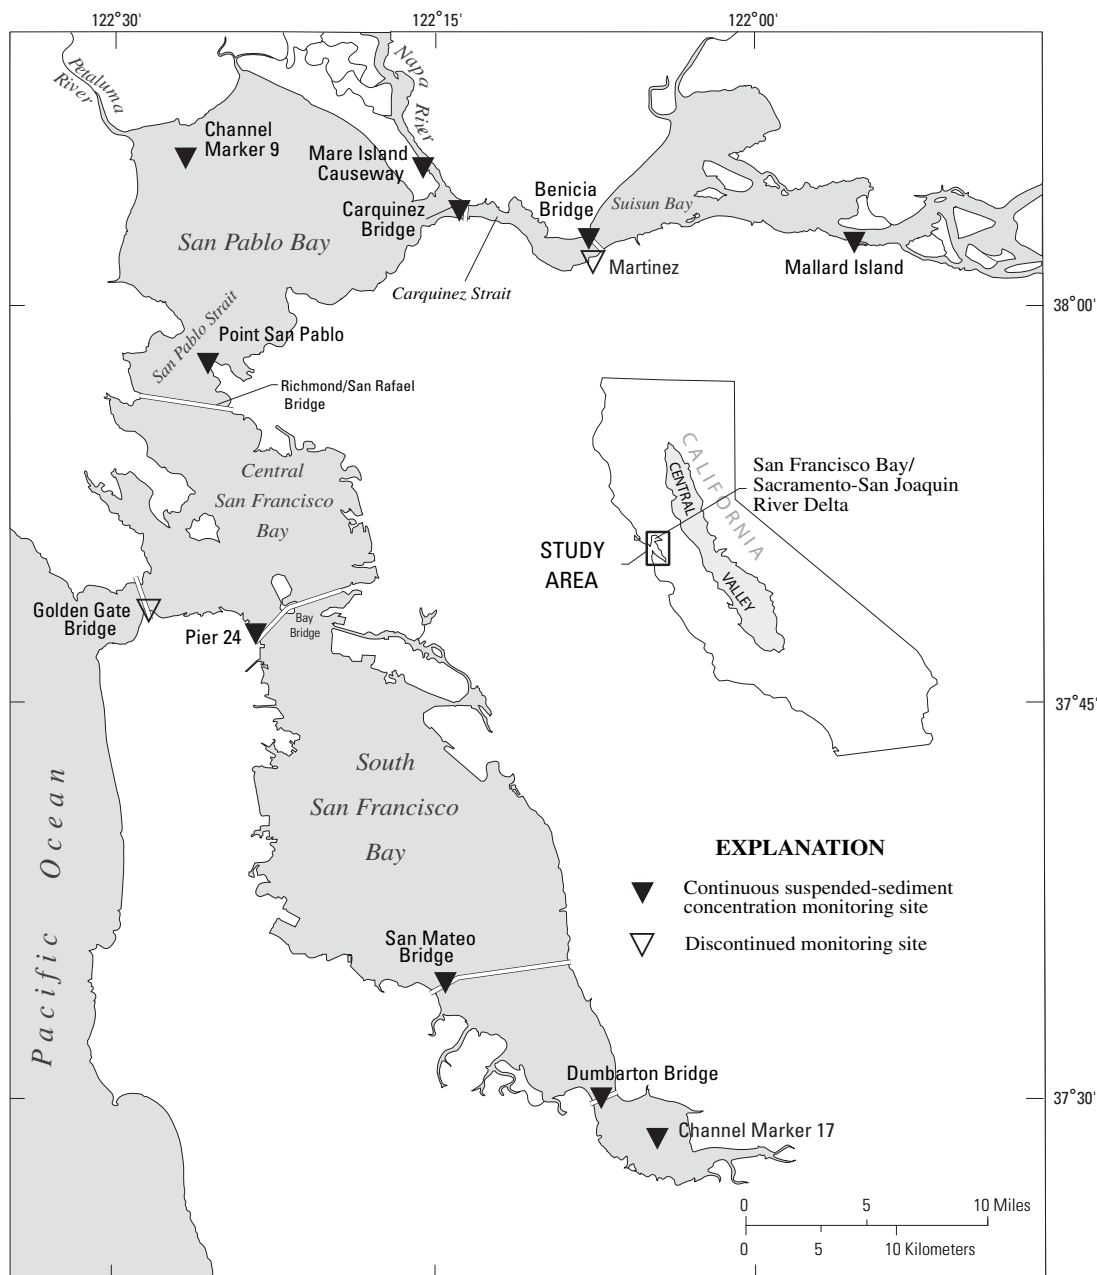 122°30'
122°15'
122°00'
Petaluma
River
Napa
River
Channel
Marker 9
Mare Island
Causeway
Carquinez
Bridge
Benicia
Bridge
Suisun Bay
San Pablo Bay
Martinez
Mallard Island
Carquinez Strait
38°00'
San Pablo Strait
Point San Pablo
Richmond/San Rafael
Bridge
Central
San Francisco
Bay
CALIFORNIA
CENTRAL
VALLEY
San Francisco Bay/
Sacramento-San Joaquin
River Delta
STUDY
AREA
Golden Gate
Bridge
Pier 24
Bay
Bridge
37°45'
South
San Francisco
Bay
Pacific Ocean
EXPLANATION
Continuous suspended-sediment
concentration monitoring site
Discontinued monitoring site
San Mateo
Bridge
Dumbarton Bridge
37°30'
Channel Marker 17
0 5 10 Miles
0 5 10 Kilometers